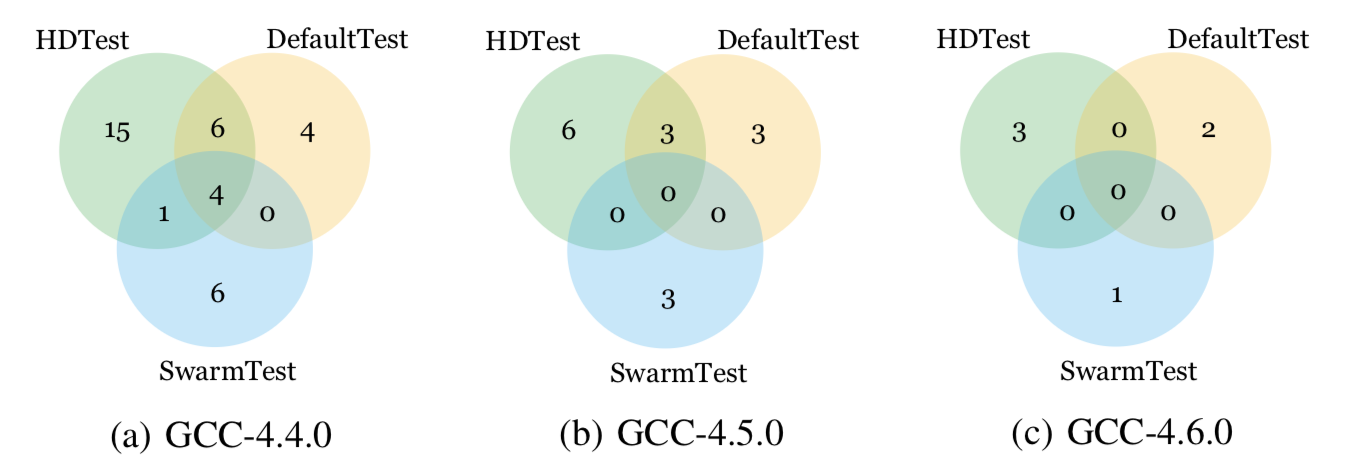 HDTest DefaultTest
15 6 4
4
1 0
6
SwarmTest
(a) GCC-4.4.0
HDTest DefaultTest
6 3 3
0
0 0
3
SwarmTest
(b) GCC-4.5.0
HDTest DefaultTest
3 0 2
0
0 0
1
SwarmTest
(c) GCC-4.6.0